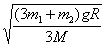 √((3m₁ + m₂) gR / 3M)